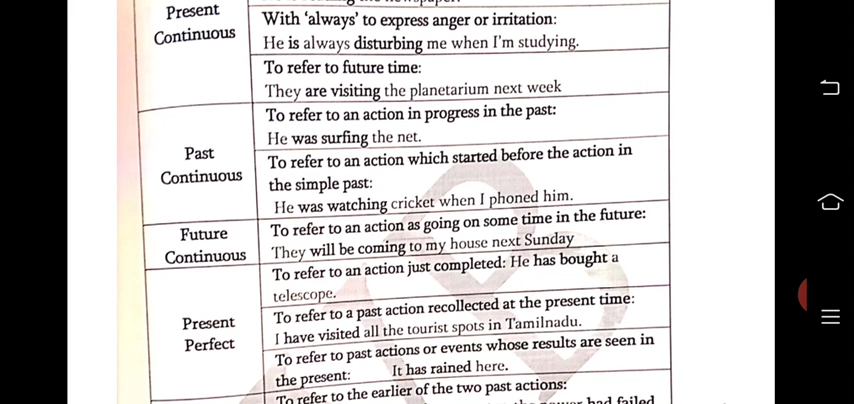 Present
Continuous
With 'always' to express anger or irritation:
He is always disturbing me when I'm studying.
To refer to future time:
They are visiting the planetarium next week
Past
Continuous
To refer to an action in progress in the past:
He was surfing the net.
To refer to an action which started before the action in
the simple past:
He was watching cricket when I phoned him.
Future
Continuous
To refer to an action as going on some time in the future:
They will be coming to my house next Sunday
Present
Perfect
To refer to an action just completed: He has bought a
telescope.
To refer to a past action recollected at the present time:
I have visited all the tourist spots in Tamilnadu.
To refer to past actions or events whose results are seen in
the present: It has rained here.
To refer to the earlier of the two past actions:
had failed